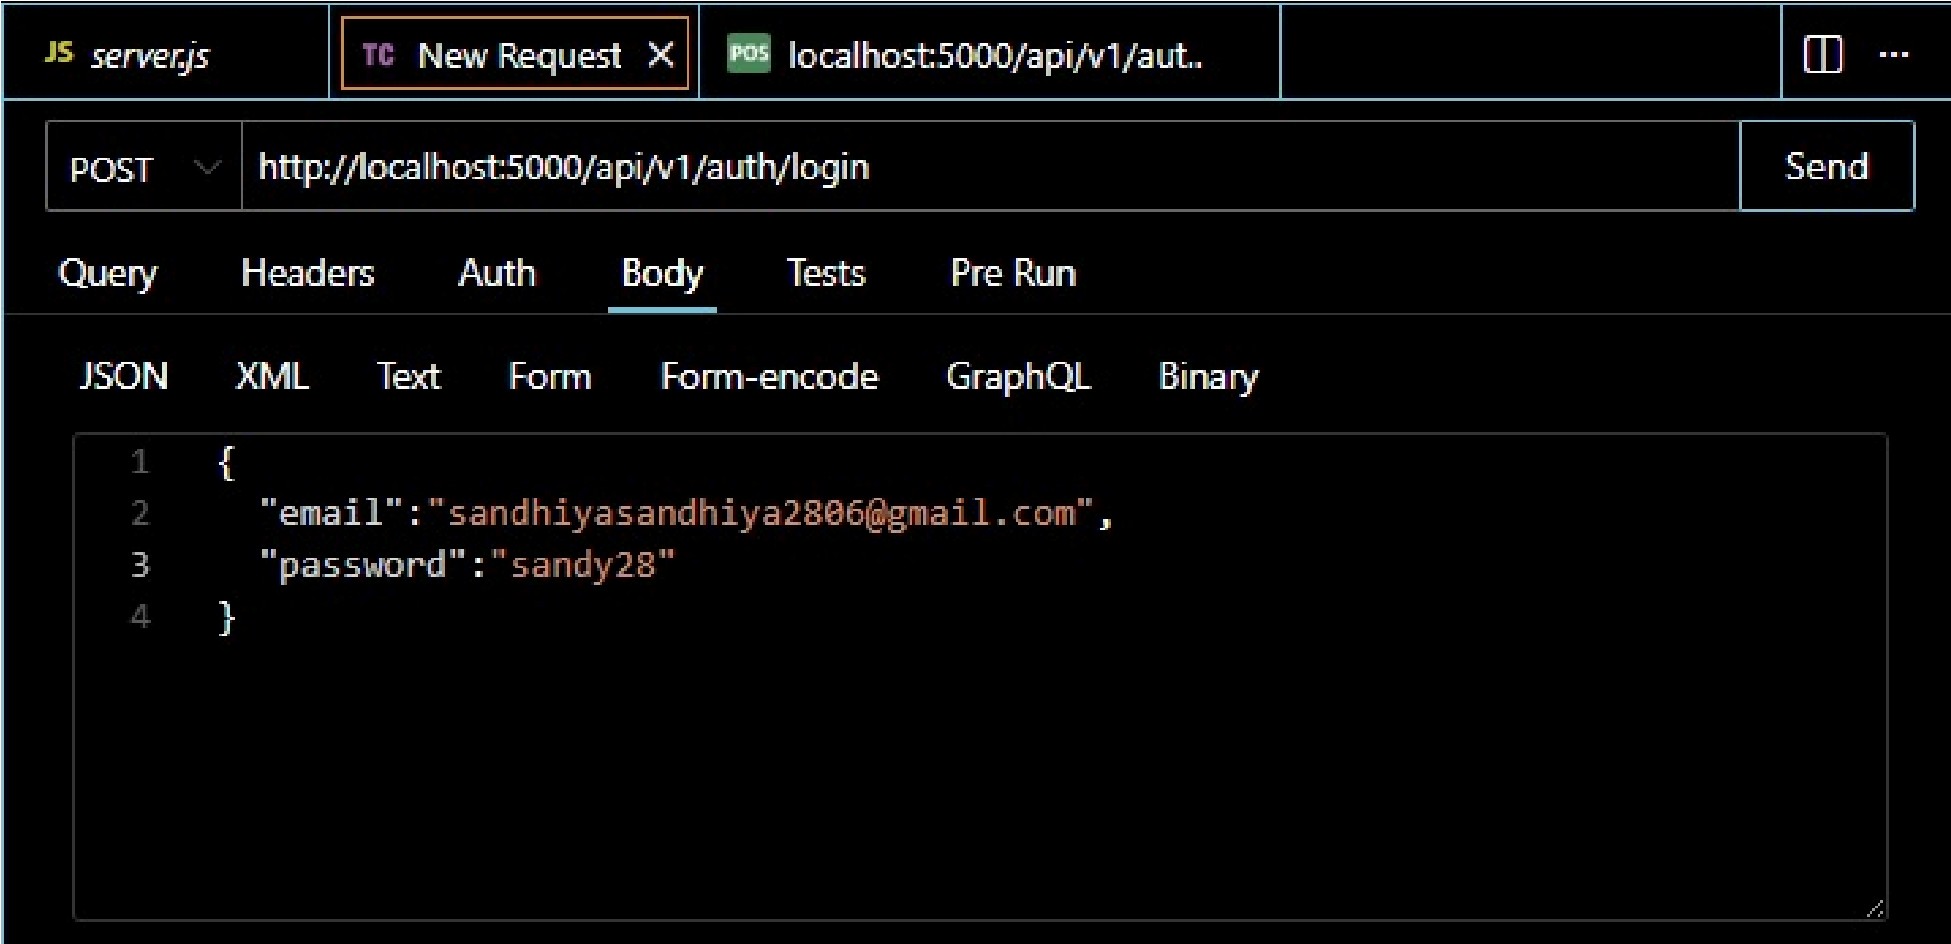 JS server.js TC New Request × POS localhost:5000/api/v1/aut.. ...
POST http://localhost:5000/api/v1/auth/login Send
Query Headers Auth Body Tests Pre Run
JSON XML Text Form Form-encode GraphQL Binary
1 {
2 "email":"sandhiyasandhiya2806@gmail.com",
3 "password":"sandy28"
4 }